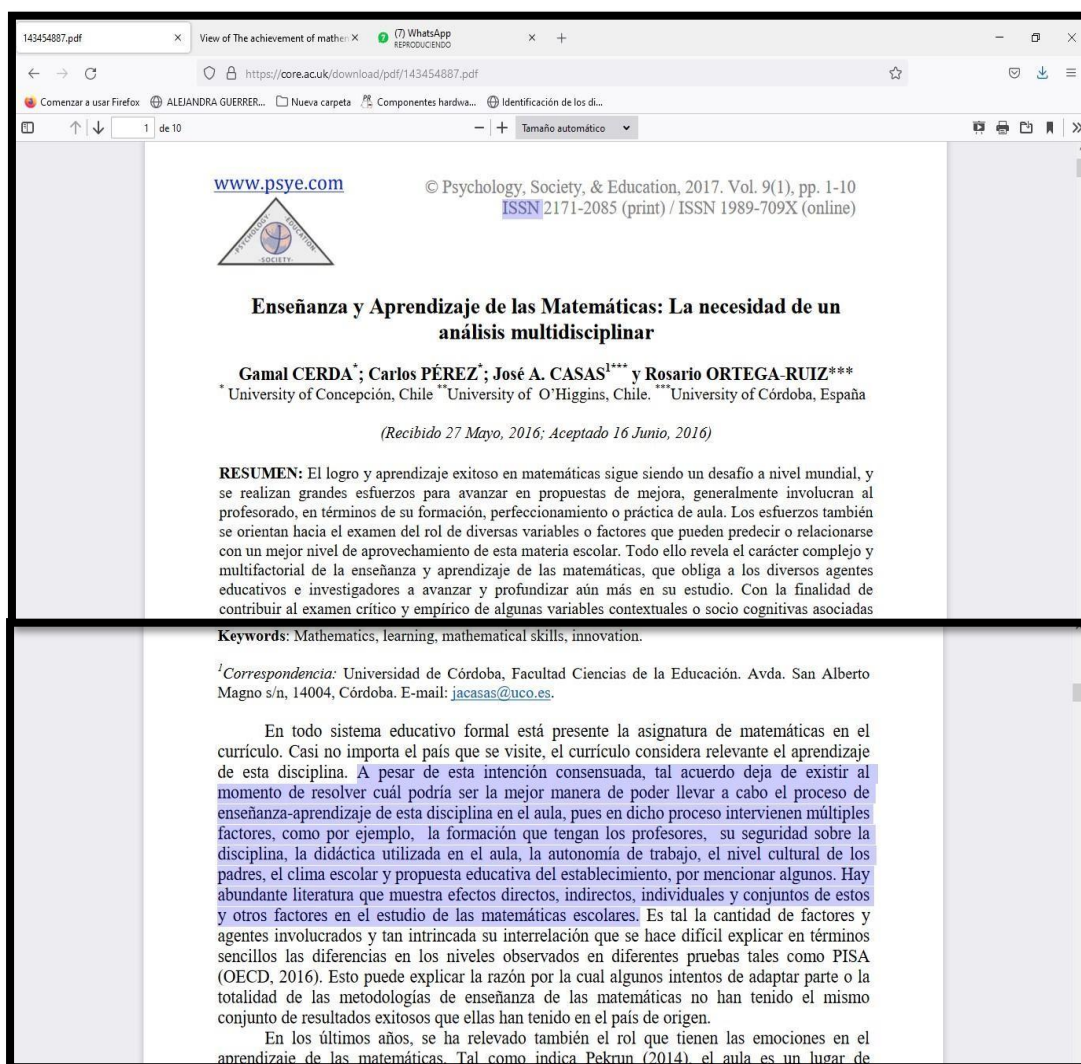 143454887.pdf
View of The achievement of mathen
(7) WhatsApp
REPRODUCIENDO
https://core.ac.uk/download/pdf/143454887.pdf
Comenzar a usar Firefox
ALEJANDRA GUERRER...
Nueva carpeta
Componentes hardwa...
Identificación de los di...
1 de 10
Tamaño automático
www.psye.com
© Psychology, Society, & Education, 2017. Vol. 9(1), pp. 1-10
ISSN 2171-2085 (print) / ISSN 1989-709X (online)
PSYCHOLOGY · EDUCATION · SOCIETY
Enseñanza y Aprendizaje de las Matemáticas: La necesidad de un
análisis multidisciplinar
Gamal CERDA*; Carlos PÉREZ*; José A. CASAS1*** y Rosario ORTEGA-RUIZ***
* University of Concepción, Chile **University of O’Higgins, Chile. ***University of Córdoba, España
(Recibido 27 Mayo, 2016; Aceptado 16 Junio, 2016)
RESUMEN: El logro y aprendizaje exitoso en matemáticas sigue siendo un desafío a nivel mundial, y
se realizan grandes esfuerzos para avanzar en propuestas de mejora, generalmente involucran al
profesorado, en términos de su formación, perfeccionamiento o práctica de aula. Los esfuerzos también
se orientan hacia el examen del rol de diversas variables o factores que pueden predecir o relacionarse
con un mejor nivel de aprovechamiento de esta materia escolar. Todo ello revela el carácter complejo y
multifactorial de la enseñanza y aprendizaje de las matemáticas, que obliga a los diversos agentes
educativos e investigadores a avanzar y profundizar aún más en su estudio. Con la finalidad de
contribuir al examen crítico y empírico de algunas variables contextuales o socio cognitivas asociadas
Keywords: Mathematics, learning, mathematical skills, innovation.
1Correspondencia: Universidad de Córdoba, Facultad Ciencias de la Educación. Avda. San Alberto
Magno s/n, 14004, Córdoba. E-mail: jacasas@uco.es.
En todo sistema educativo formal está presente la asignatura de matemáticas en el
currículo. Casi no importa el país que se visite, el currículo considera relevante el aprendizaje
de esta disciplina. A pesar de esta intención consensuada, tal acuerdo deja de existir al
momento de resolver cuál podría ser la mejor manera de poder llevar a cabo el proceso de
enseñanza-aprendizaje de esta disciplina en el aula, pues en dicho proceso intervienen múltiples
factores, como por ejemplo, la formación que tengan los profesores, su seguridad sobre la
disciplina, la didáctica utilizada en el aula, la autonomía de trabajo, el nivel cultural de los
padres, el clima escolar y propuesta educativa del establecimiento, por mencionar algunos. Hay
abundante literatura que muestra efectos directos, indirectos, individuales y conjuntos de estos
y otros factores en el estudio de las matemáticas escolares. Es tal la cantidad de factores y
agentes involucrados y tan intrincada su interrelación que se hace difícil explicar en términos
sencillos las diferencias en los niveles observados en diferentes pruebas tales como PISA
(OECD, 2016). Esto puede explicar la razón por la cual algunos intentos de adaptar parte o la
totalidad de las metodologías de enseñanza de las matemáticas no han tenido el mismo
conjunto de resultados exitosos que ellas han tenido en el país de origen.
En los últimos años, se ha relevado también el rol que tienen las emociones en el
aprendizaje de las matemáticas. Tal como indica Pekrun (2014), el aula es un lugar de